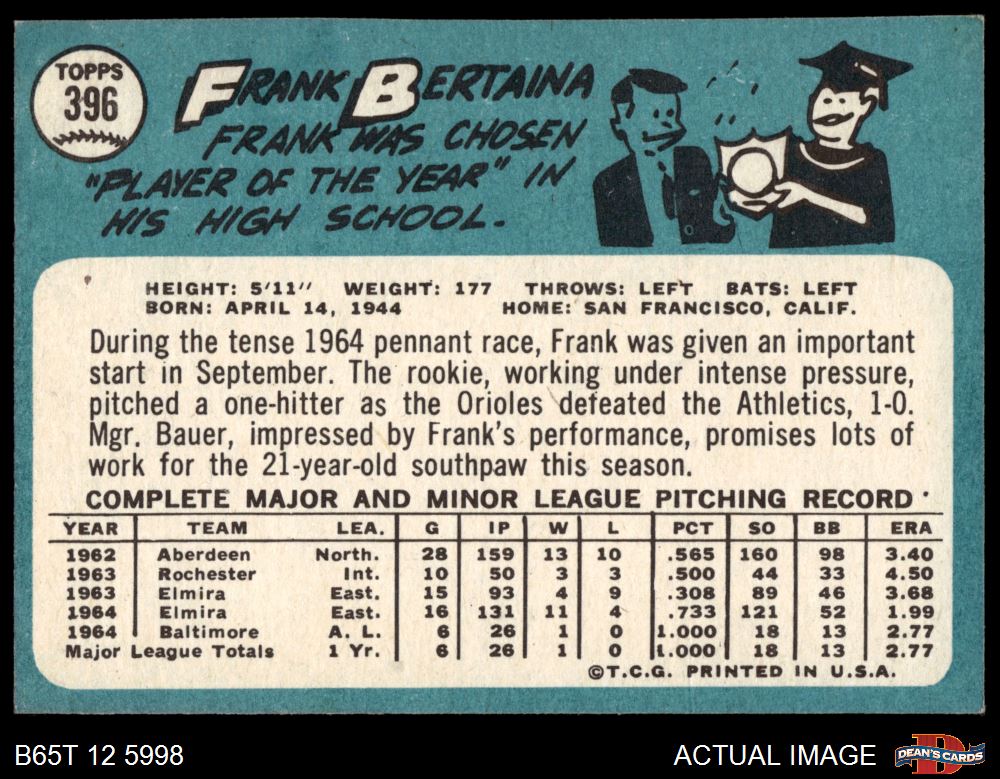 TOPPS
396
FRANK BERTAINA
FRANK WAS CHOSEN
"PLAYER OF THE YEAR" IN
HIS HIGH SCHOOL.
HEIGHT: 5'11" WEIGHT: 177 THROWS: LEFT BATS: LEFT
BORN: APRIL 14, 1944 HOME: SAN FRANCISCO, CALIF.
During the tense 1964 pennant race, Frank was given an important
start in September. The rookie, working under intense pressure,
pitched a one-hitter as the Orioles defeated the Athletics, 1-0.
Mgr. Bauer, impressed by Frank's performance, promises lots of
work for the 21-year-old southpaw this season.
COMPLETE MAJOR AND MINOR LEAGUE PITCHING RECORD
YEAR TEAM LEA. G IP W L PCT SO BB ERA
1962 Aberdeen North. 28 159 13 10 .565 160 98 3.40
1963 Rochester Int. 10 50 3 3 .500 44 33 4.50
1963 Elmira East. 15 93 4 9 .308 89 46 3.68
1964 Elmira East. 16 131 11 4 .733 121 52 1.99
1964 Baltimore A. L. 6 26 1 0 1.000 18 13 2.77
Major League Totals 1 Yr. 6 26 1 0 1.000 18 13 2.77
©T.C.G. PRINTED IN U.S.A.
B65T 12 5998 ACTUAL IMAGE DEAN'S CARDS